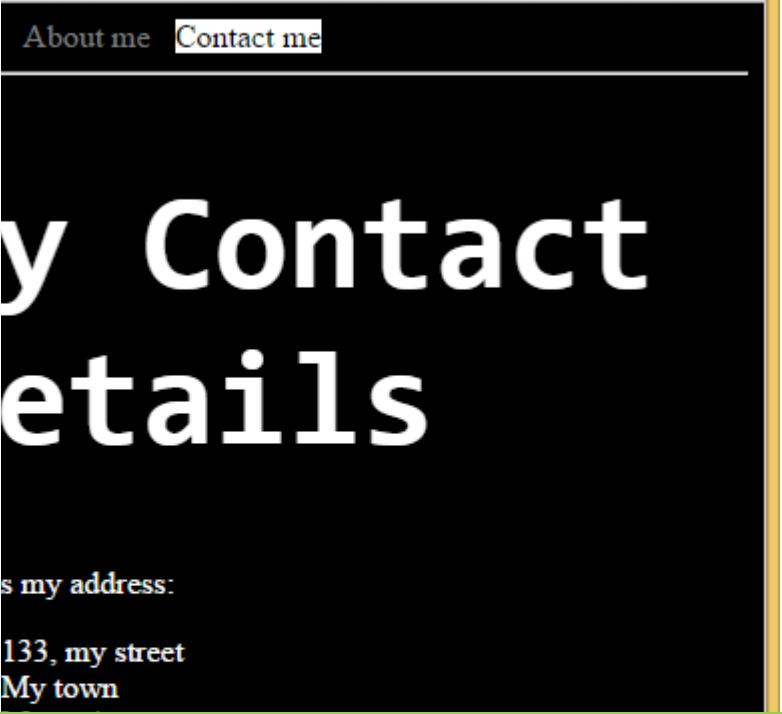 About me Contact me
y Contact
etails
s my address:
133, my street
My town